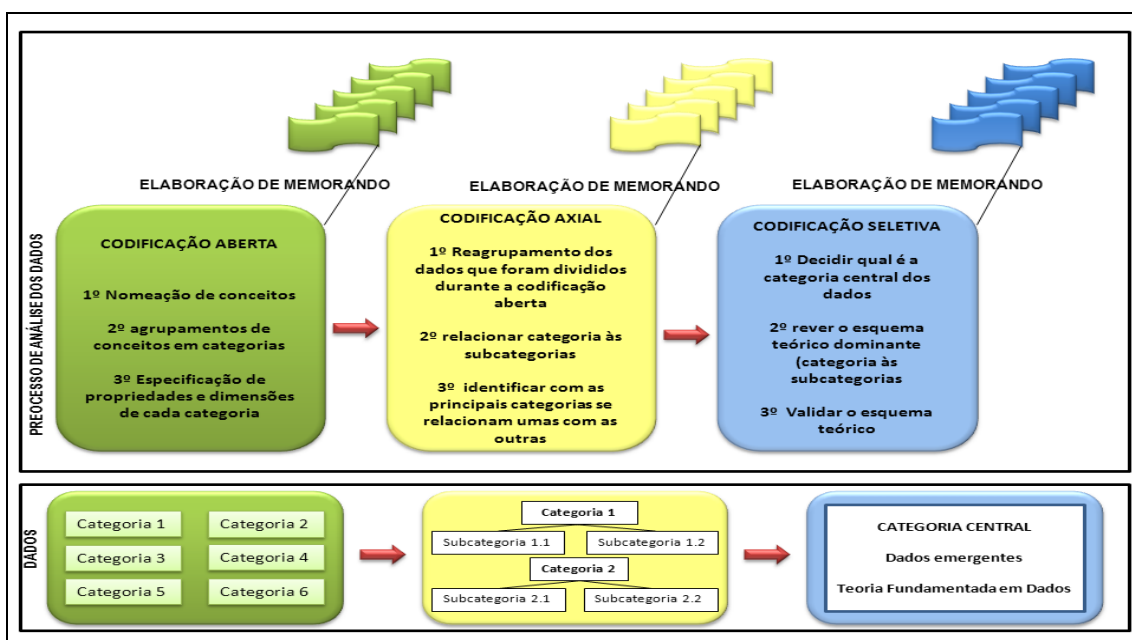 ELABORAÇÃO DE MEMORANDO
ELABORAÇÃO DE MEMORANDO
ELABORAÇÃO DE MEMORANDO
PREOCESSO DE ANÁLISE DOS DADOS
CODIFICAÇÃO ABERTA
1º Nomeação de conceitos
2º agrupamentos de
conceitos em categorias
3º Especificação de
propriedades e dimensões
de cada categoria
CODIFICAÇÃO AXIAL
1º Reagrupamento dos
dados que foram divididos
durante a codificação
aberta
2º relacionar categoria às
subcategorias
3º identificar com as
principais categorias se
relacionam umas com as
outras
CODIFICAÇÃO SELETIVA
1º Decidir qual é a
categoria central dos
dados
2º rever o esquema
teórico dominante
(categoria às
subcategorias
3º Validar o esquema
teórico
DADOS
Categoria 1
Categoria 2
Categoria 3
Categoria 4
Categoria 5
Categoria 6
Categoria 1
Subcategoria 1.1
Subcategoria 1.2
Categoria 2
Subcategoria 2.1
Subcategoria 2.2
CATEGORIA CENTRAL
Dados emergentes
Teoria Fundamentada em Dados